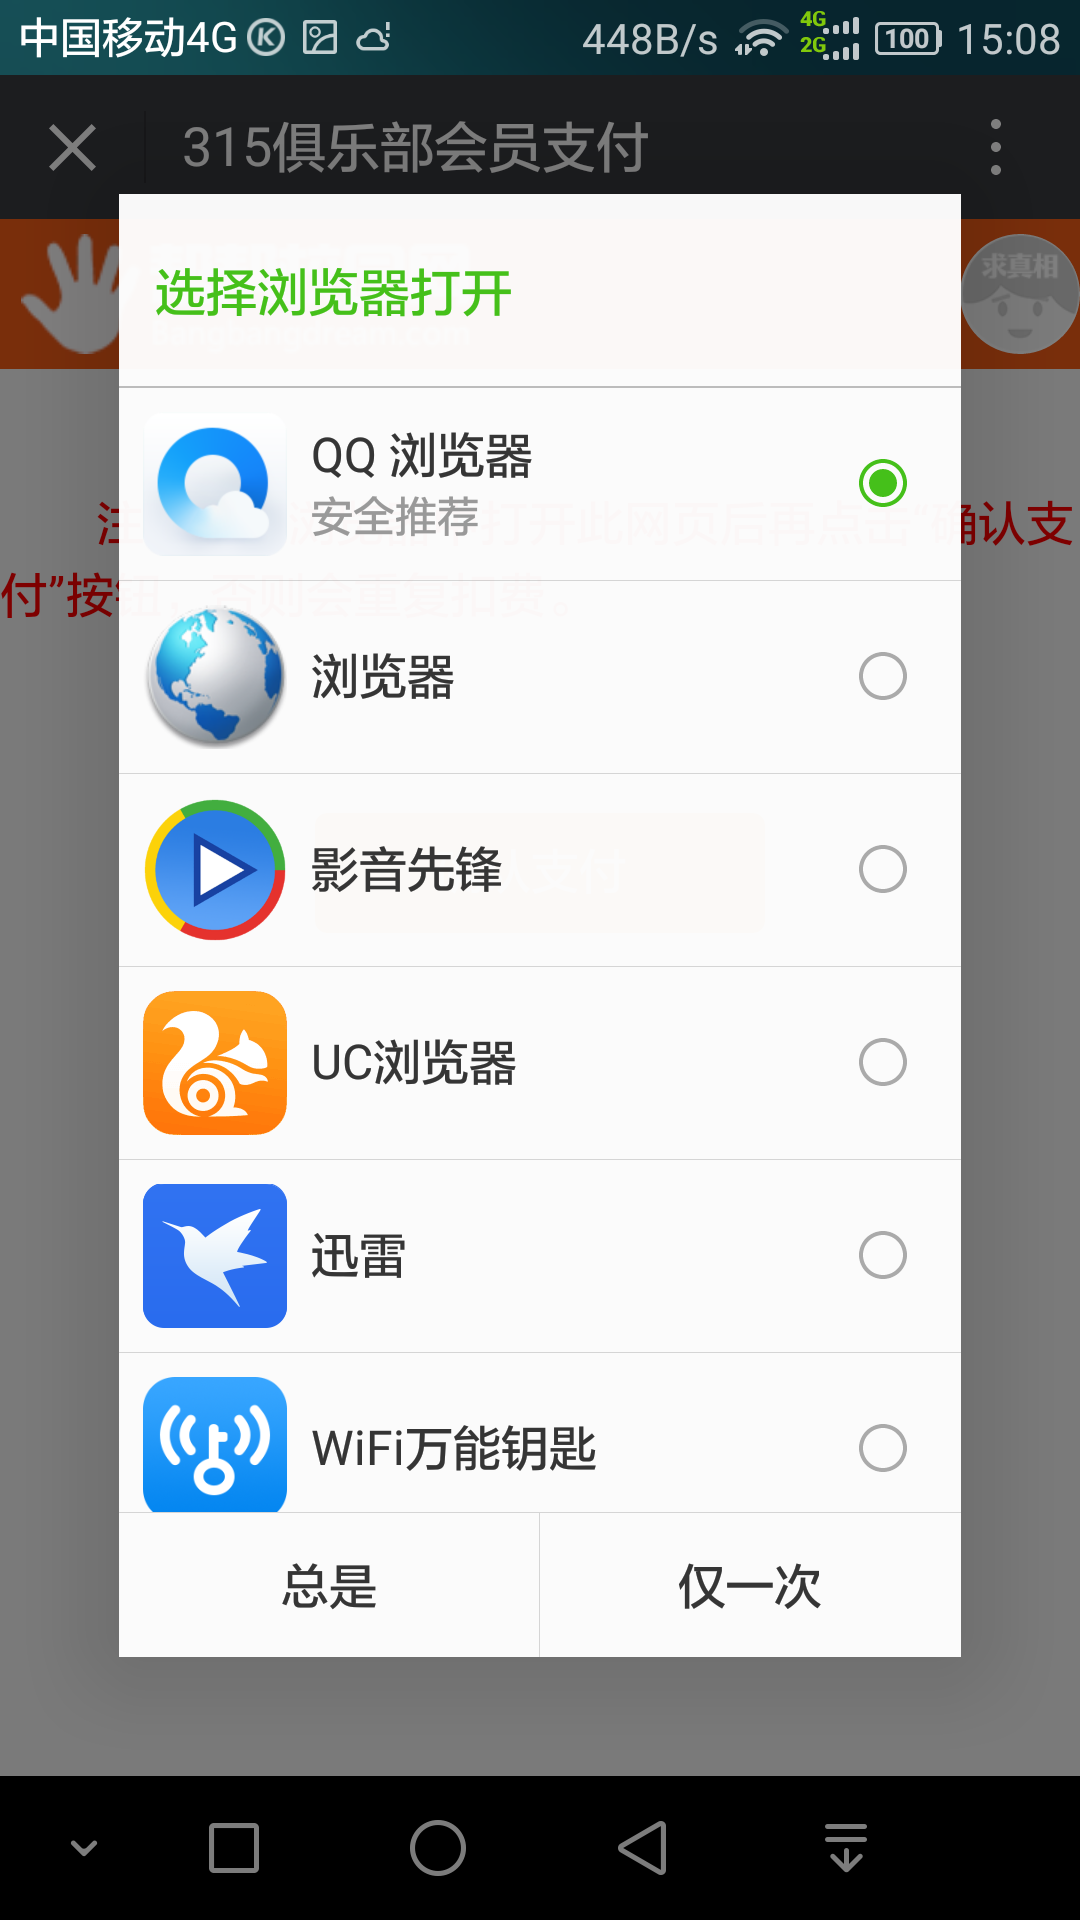 中国移动4G 448B/s 4G 2G 100 15:08
315俱乐部会员支付
求真相
选择浏览器打开
QQ 浏览器
安全推荐
打开此网页后再点击“确认支
付”按钮，否则会重复扣费。
浏览器
影音先锋
认支付
UC浏览器
迅雷
WiFi万能钥匙
总是 仅一次